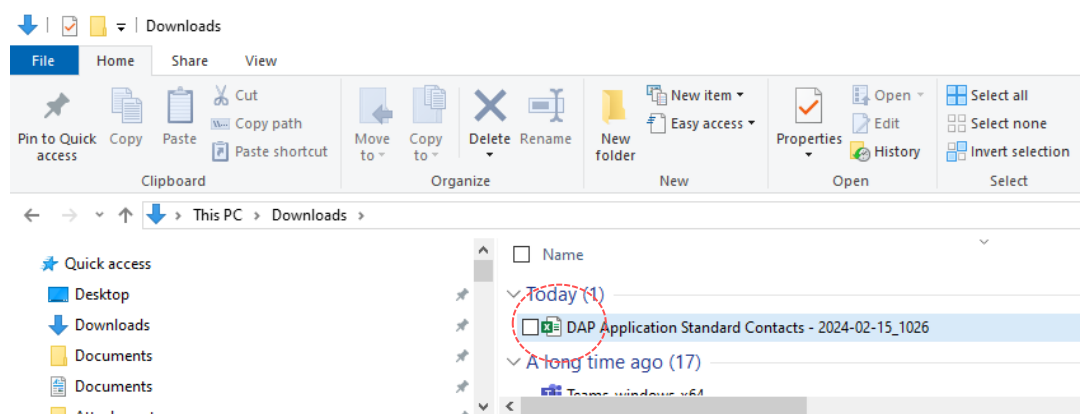 Downloads
File Home Share View
Pin to Quick access
Copy
Paste
Cut
Copy path
Paste shortcut
Clipboard
Move to
Copy to
Delete
Rename
Organize
New folder
New item
Easy access
New
Properties
Open
Edit
History
Open
Select all
Select none
Invert selection
Select
This PC > Downloads >
Quick access
Desktop
Downloads
Documents
Documents
Name
Today (1)
DAP Application Standard Contacts - 2024-02-15_1026
A long time ago (17)
Teams_windows_x64